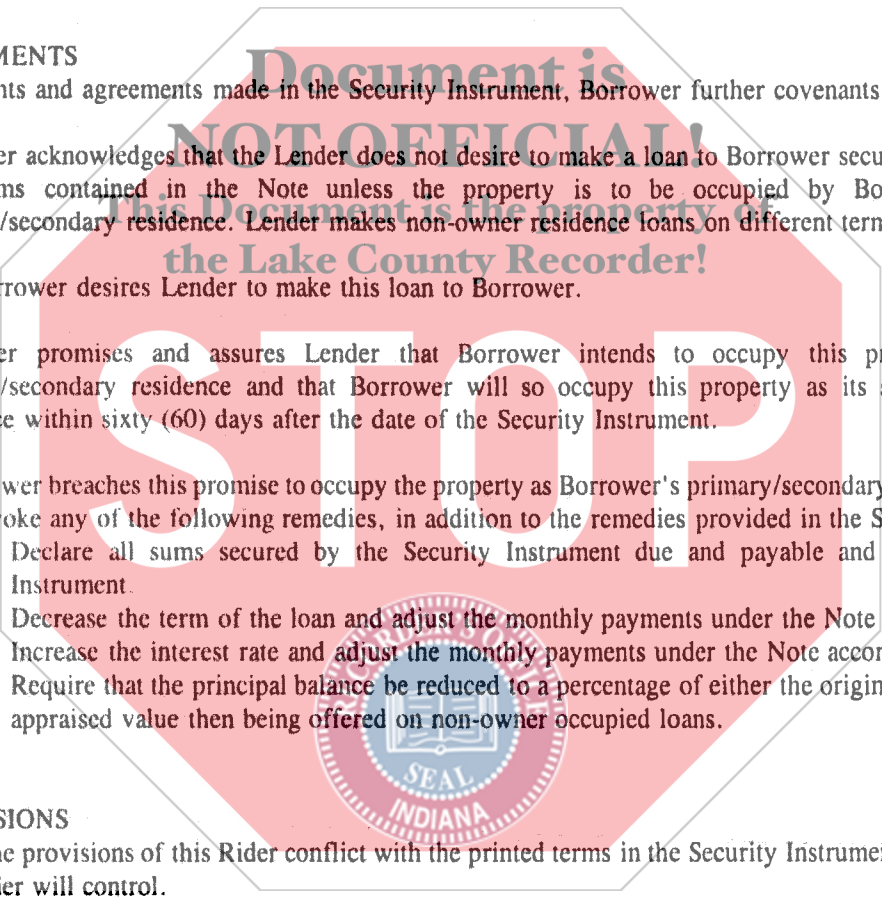 MENTS
Document is
nts and agreements made in the Security Instrument, Borrower further covenants
NOT OFFICIAL!
er acknowledges that the Lender does not desire to make a loan to Borrower secu
ms contained in the Note unless the property is to be occupied by Bo
This Document is the property of
/secondary residence. Lender makes non-owner residence loans on different tern
the Lake County Recorder!
rrower desires Lender to make this loan to Borrower.
STOP
er promises and assures Lender that Borrower intends to occupy this p
/secondary residence and that Borrower will so occupy this property as its
ce within sixty (60) days after the date of the Security Instrument.
wer breaches this promise to occupy the property as Borrower's primary/secondary
oke any of the following remedies, in addition to the remedies provided in the S
Declare all sums secured by the Security Instrument due and payable and
Instrument.
Decrease the term of the loan and adjust the monthly payments under the Note
Increase the interest rate and adjust the monthly payments under the Note accor
Require that the principal balance be reduced to a percentage of either the origin
appraised value then being offered on non-owner occupied loans.
RECORDER'S OFFICE
SEAL
INDIANA
SIONS
he provisions of this Rider conflict with the printed terms in the Security Instrume
der will control.